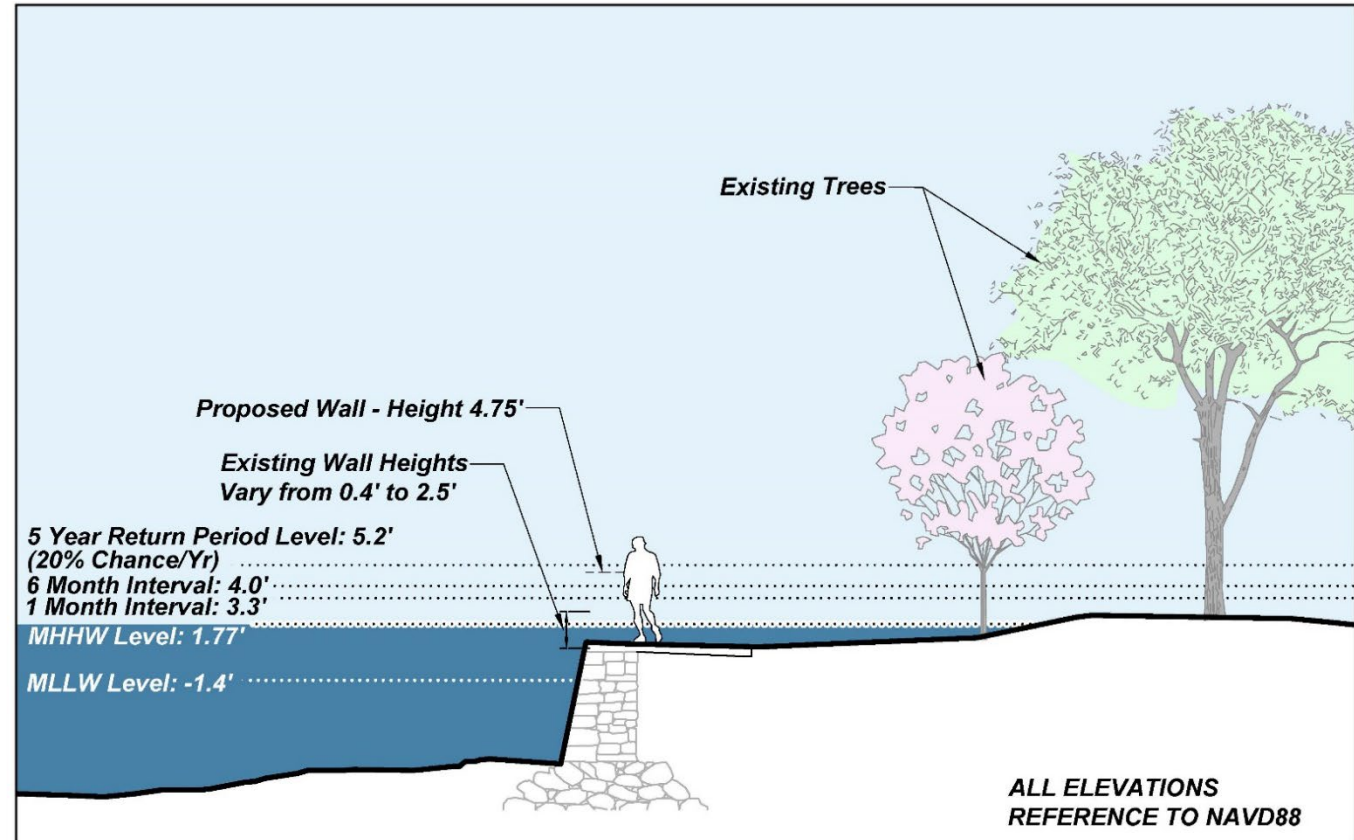 Existing Trees
Proposed Wall - Height 4.75'
Existing Wall Heights
Vary from 0.4' to 2.5'
5 Year Return Period Level: 5.2'
(20% Chance/Yr)
6 Month Interval: 4.0'
1 Month Interval: 3.3'
MHHW Level: 1.77'
MLLW Level: -1.4'
ALL ELEVATIONS
REFERENCE TO NAVD88